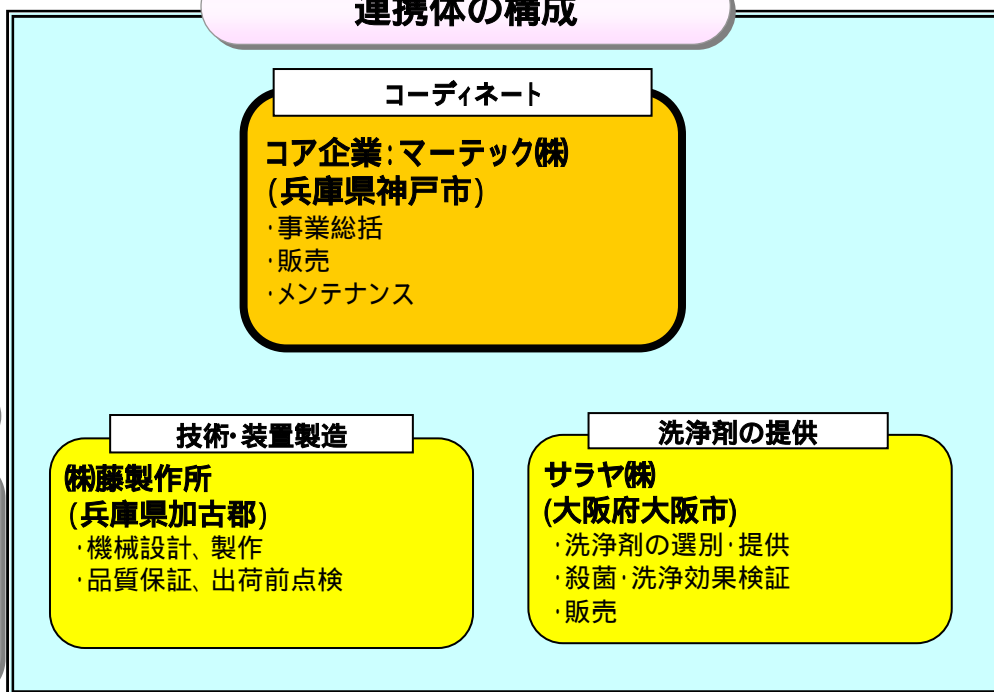 連携体の構成
コーディネート
コア企業:マーテック㈱
(兵庫県神戸市)
・事業総括
・販売
・メンテナンス
技術・装置製造
㈱藤製作所
(兵庫県加古郡)
・機械設計、製作
・品質保証、出荷前点検
洗浄剤の提供
サラヤ㈱
(大阪府大阪市)
・洗浄剤の選別・提供
・殺菌・洗浄効果検証
・販売